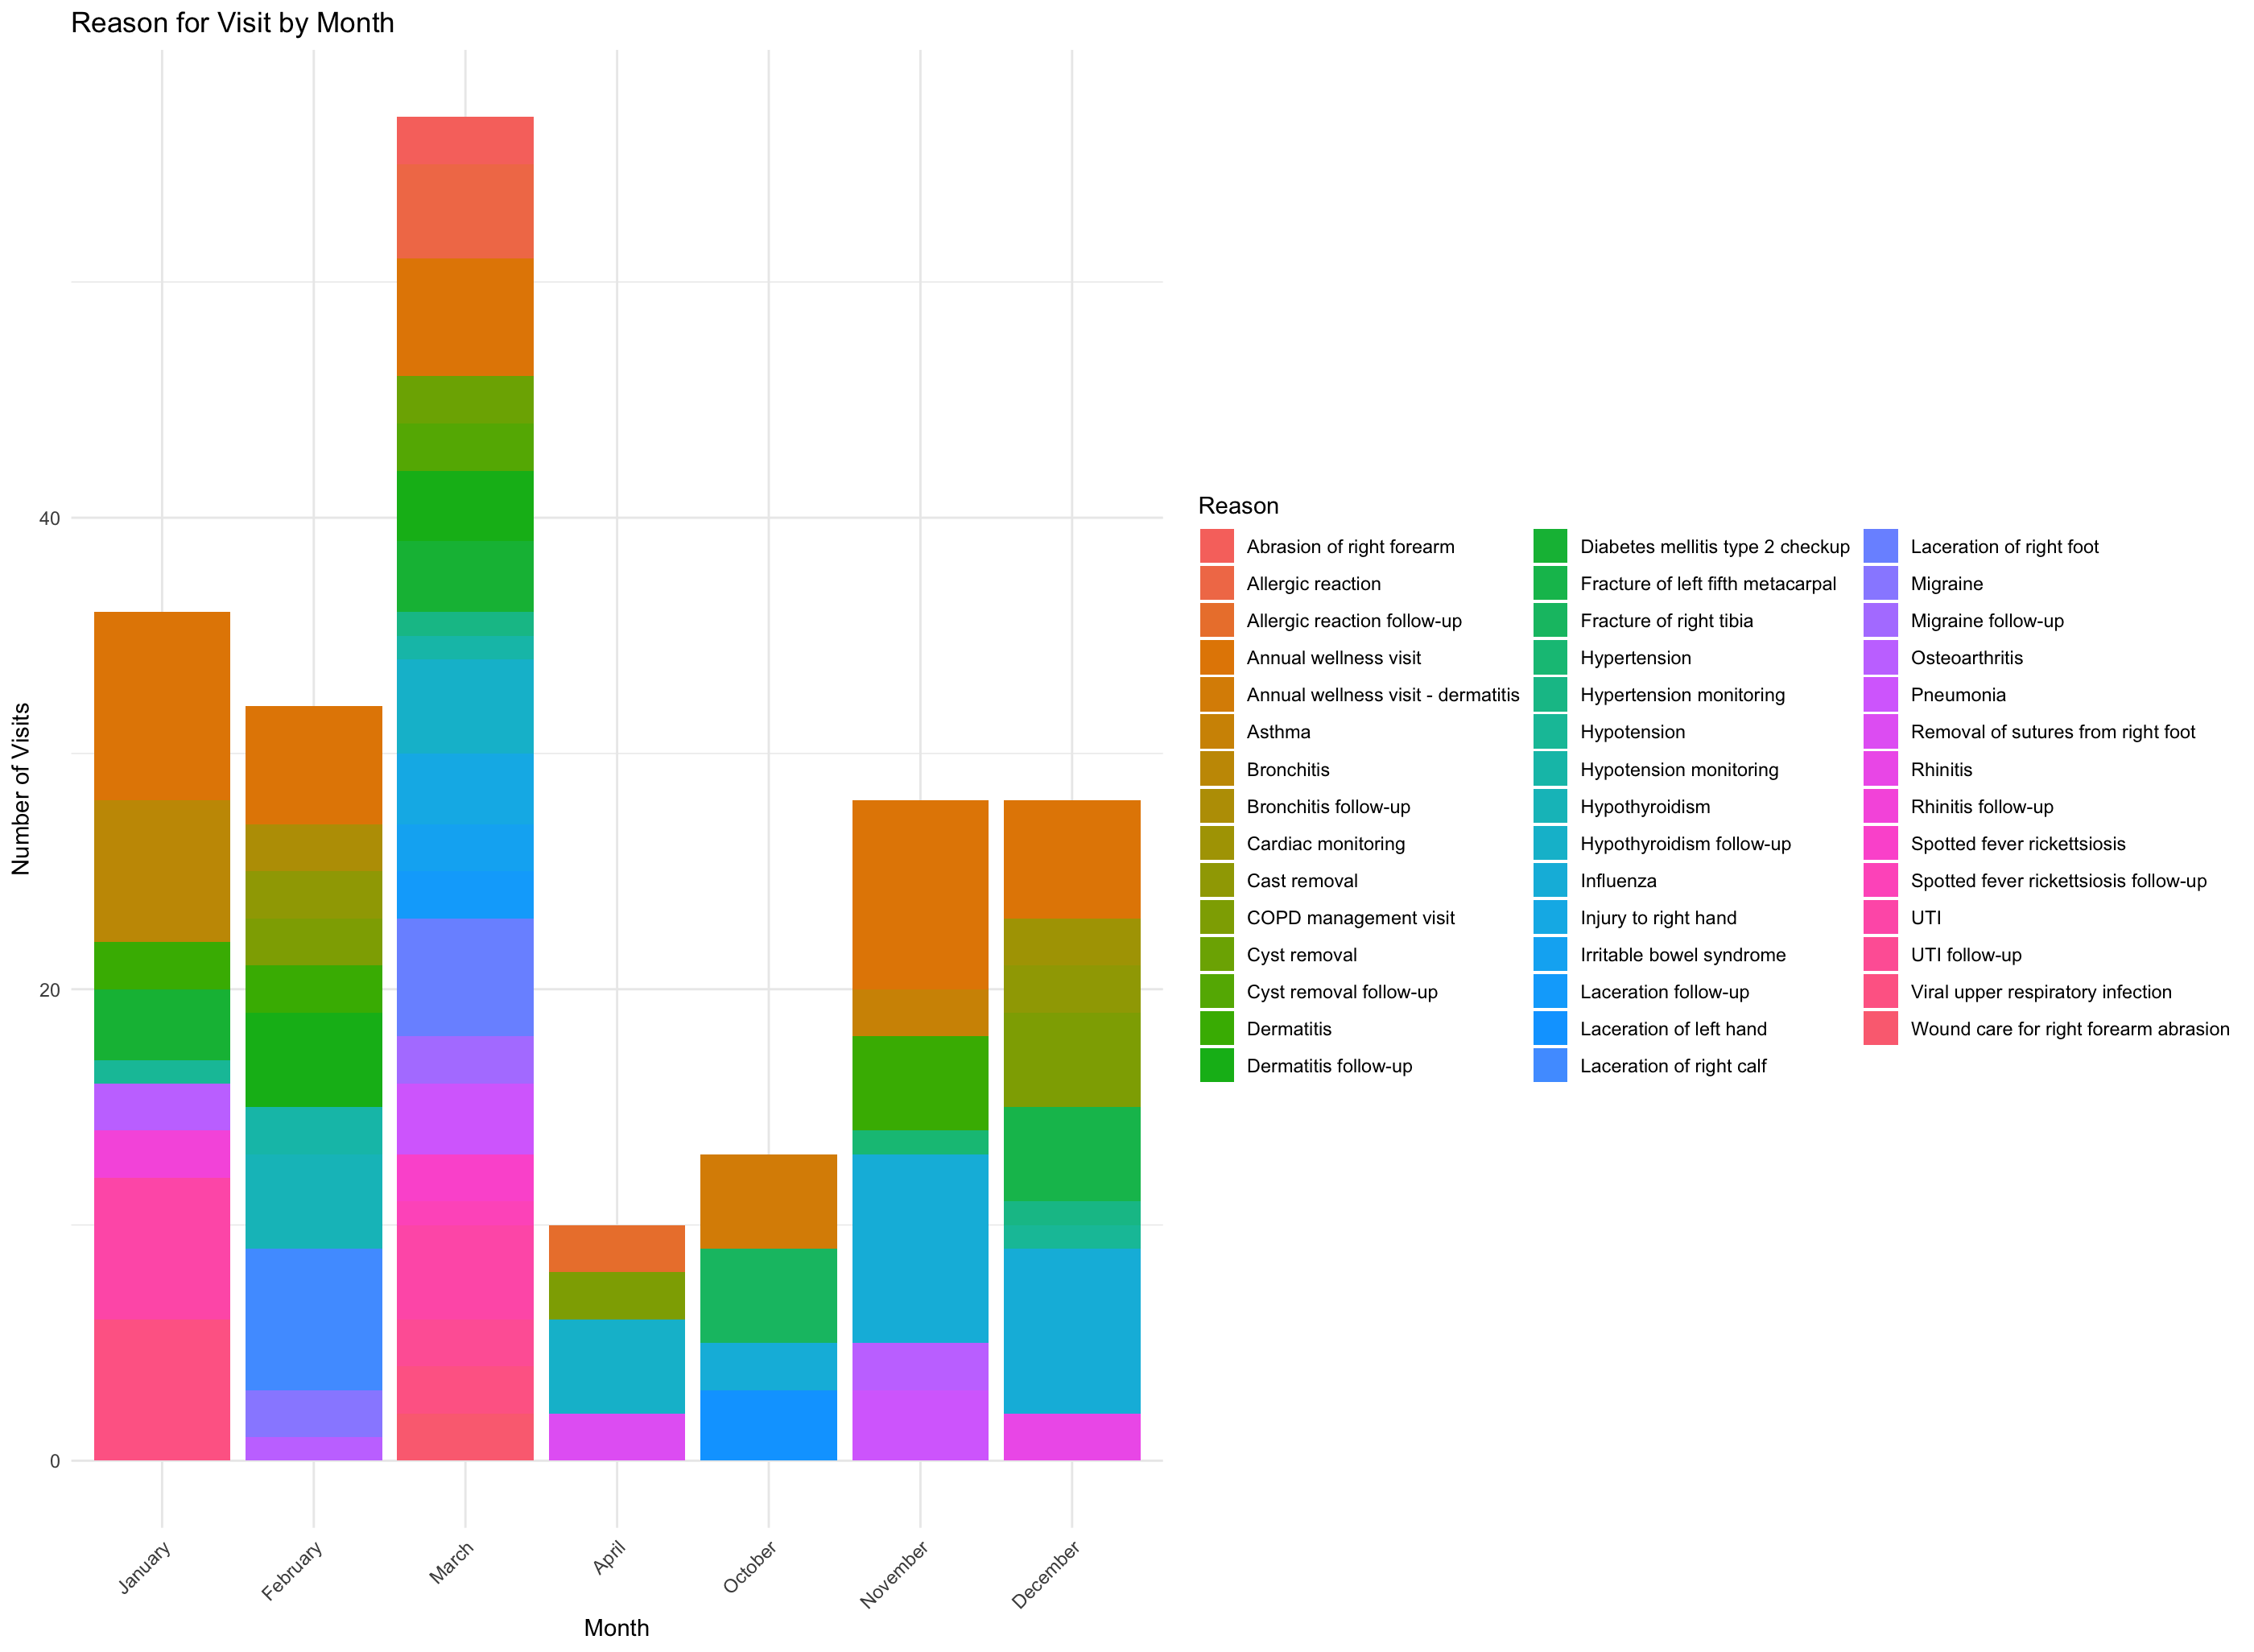 Reason for Visit by Month
Number of Visits
40
20
0
January
February
March
April
October
November
December
Month
Reason
Abrasion of right forearm
Allergic reaction
Allergic reaction follow-up
Annual wellness visit
Annual wellness visit - dermatitis
Asthma
Bronchitis
Bronchitis follow-up
Cardiac monitoring
Cast removal
COPD management visit
Cyst removal
Cyst removal follow-up
Dermatitis
Dermatitis follow-up
Diabetes mellitis type 2 checkup
Fracture of left fifth metacarpal
Fracture of right tibia
Hypertension
Hypertension monitoring
Hypotension
Hypotension monitoring
Hypothyroidism
Hypothyroidism follow-up
Influenza
Injury to right hand
Irritable bowel syndrome
Laceration follow-up
Laceration of left hand
Laceration of right calf
Laceration of right foot
Migraine
Migraine follow-up
Osteoarthritis
Pneumonia
Removal of sutures from right foot
Rhinitis
Rhinitis follow-up
Spotted fever rickettsiosis
Spotted fever rickettsiosis follow-up
UTI
UTI follow-up
Viral upper respiratory infection
Wound care for right forearm abrasion